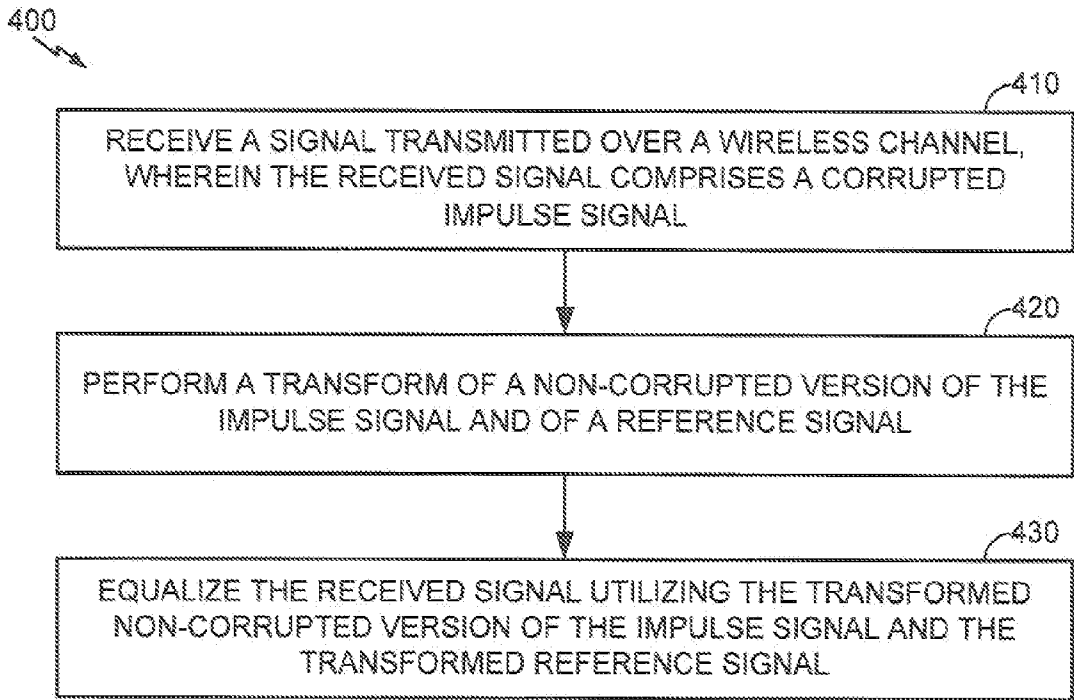 400
410
RECEIVE A SIGNAL TRANSMITTED OVER A WIRELESS CHANNEL,
WHEREIN THE RECEIVED SIGNAL COMPRISES A CORRUPTED
IMPULSE SIGNAL
420
PERFORM A TRANSFORM OF A NON-CORRUPTED VERSION OF THE
IMPULSE SIGNAL AND OF A REFERENCE SIGNAL
430
EQUALIZE THE RECEIVED SIGNAL UTILIZING THE TRANSFORMED
NON-CORRUPTED VERSION OF THE IMPULSE SIGNAL AND THE
TRANSFORMED REFERENCE SIGNAL